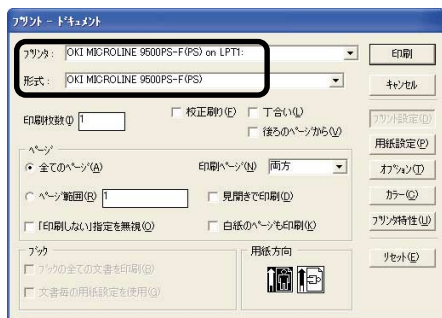 プリント - ドキュメント
プリンタ: OKI MICROLINE 9500PS-F(PS) on LPT1:
形式: OKI MICROLINE 9500PS-F(PS)
印刷枚数(I) 1
校正刷り(F)
丁合い(L)
後ろのページから(V)
ページ
全てのページ(A)
印刷ページ(N) 両方
ページ範囲(R) 1
見開きで印刷(D)
「印刷しない」指定を無視(O)
白紙のページも印刷(K)
ブック
ブックの全ての文書を印刷(B)
文書毎の用紙設定を使用(G)
用紙方向
印刷
キャンセル
プリント設定(D)
用紙設定(P)
オプション(T)
カラー(C)
プリンタ特性(U)
リセット(E)